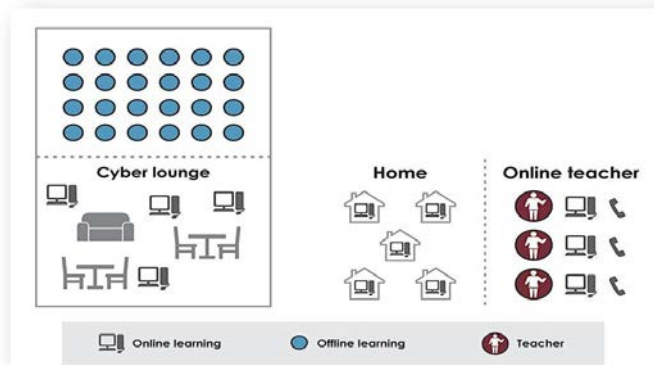 Cyber lounge
Home
Online teacher
Online learning
Offline learning
Teacher